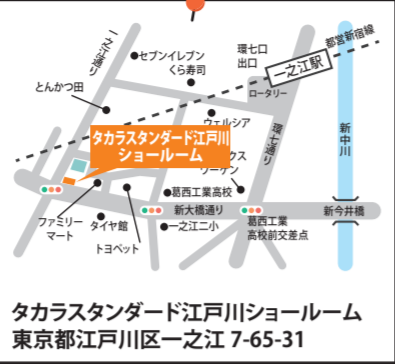 都営新宿線
環七口
出口
一之江駅
一之江通り
セブンイレブン
くら寿司
とんかつ田
ロータリー
ウェルシア
環七通り
新中川
タカラスタンダード江戸川
ショールーム
クス
ワーケン
葛西工業高校
新大橋通り
新今井橋
ファミリー
マート
タイヤ館
トヨペット
一之江二小
葛西工業
高校前交差点
タカラスタンダード江戸川ショールーム
東京都江戸川区一之江 7-65-31